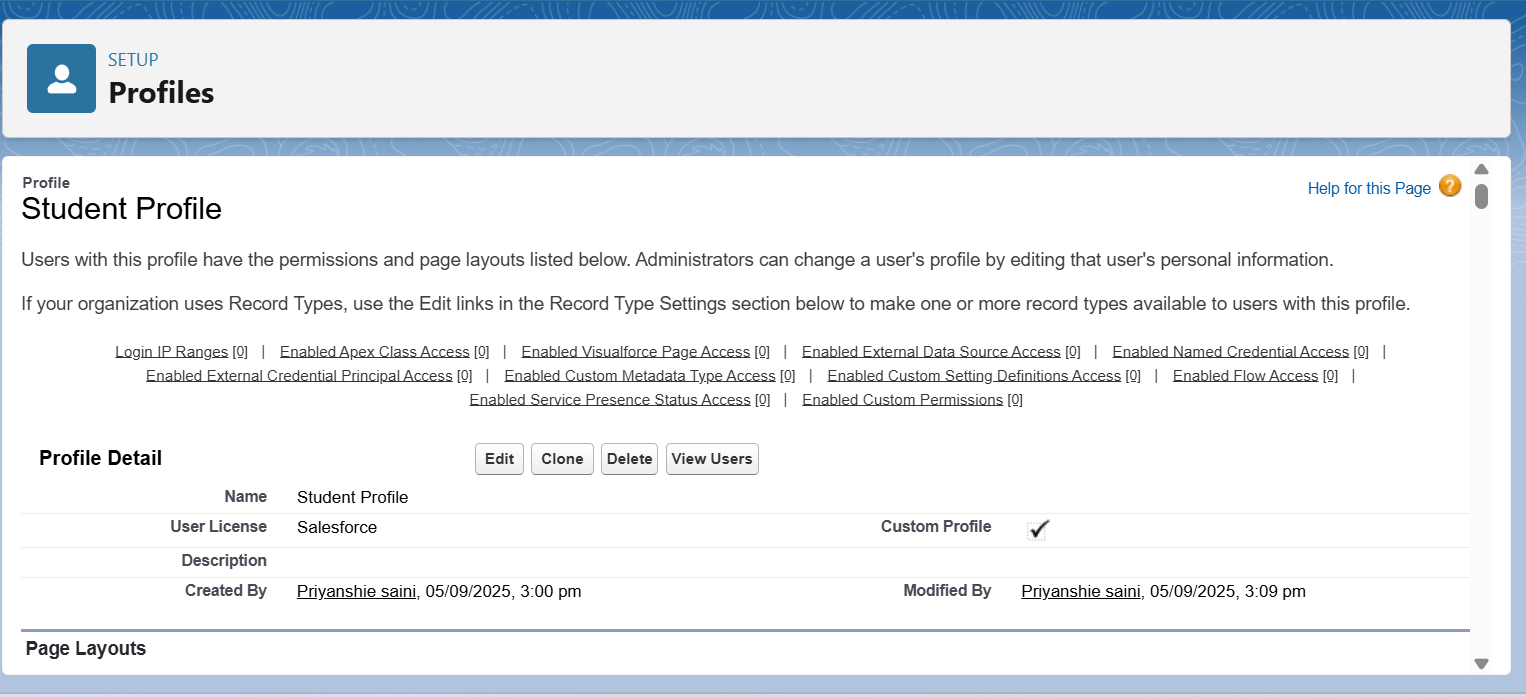 SETUP
Profiles
Profile
Student Profile
Help for this Page ?
Users with this profile have the permissions and page layouts listed below. Administrators can change a user's profile by editing that user's personal information.
If your organization uses Record Types, use the Edit links in the Record Type Settings section below to make one or more record types available to users with this profile.
Login IP Ranges [0] | Enabled Apex Class Access [0] | Enabled Visualforce Page Access [0] | Enabled External Data Source Access [0] | Enabled Named Credential Access [0] |
Enabled External Credential Principal Access [0] | Enabled Custom Metadata Type Access [0] | Enabled Custom Setting Definitions Access [0] | Enabled Flow Access [0] |
Enabled Service Presence Status Access [0] | Enabled Custom Permissions [0]
Profile Detail Edit Clone Delete View Users
Name Student Profile
User License Salesforce Custom Profile
Description
Created By Priyanshie saini, 05/09/2025, 3:00 pm Modified By Priyanshie saini, 05/09/2025, 3:09 pm
Page Layouts